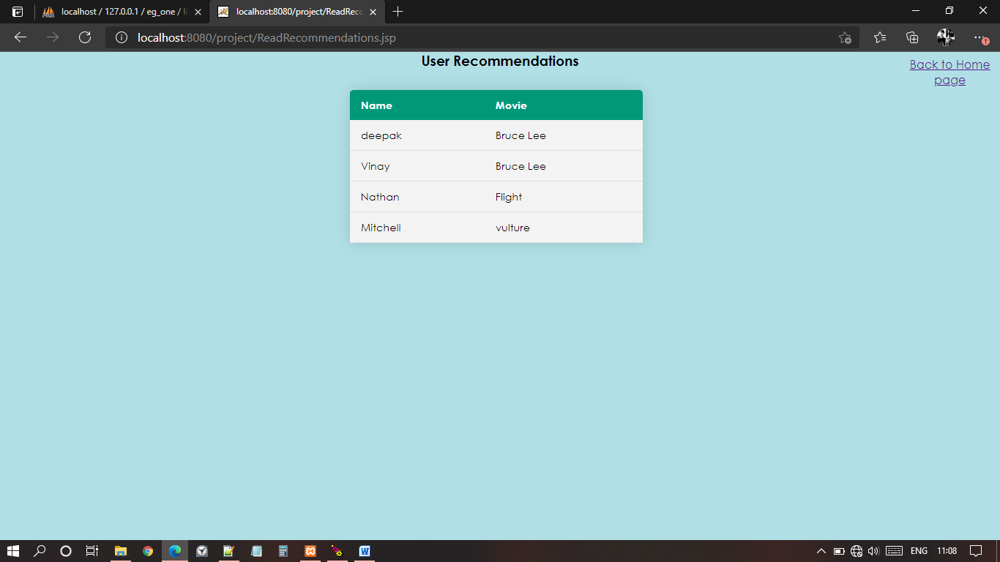 localhost / 127.0.0.1 / eg_one / li
localhost:8080/project/ReadReco
localhost:8080/project/ReadRecommendations.jsp
User Recommendations
Back to Home
page
Name Movie
deepak Bruce Lee
Vinay Bruce Lee
Nathan Flight
Mitchell vulture
ENG 11:08